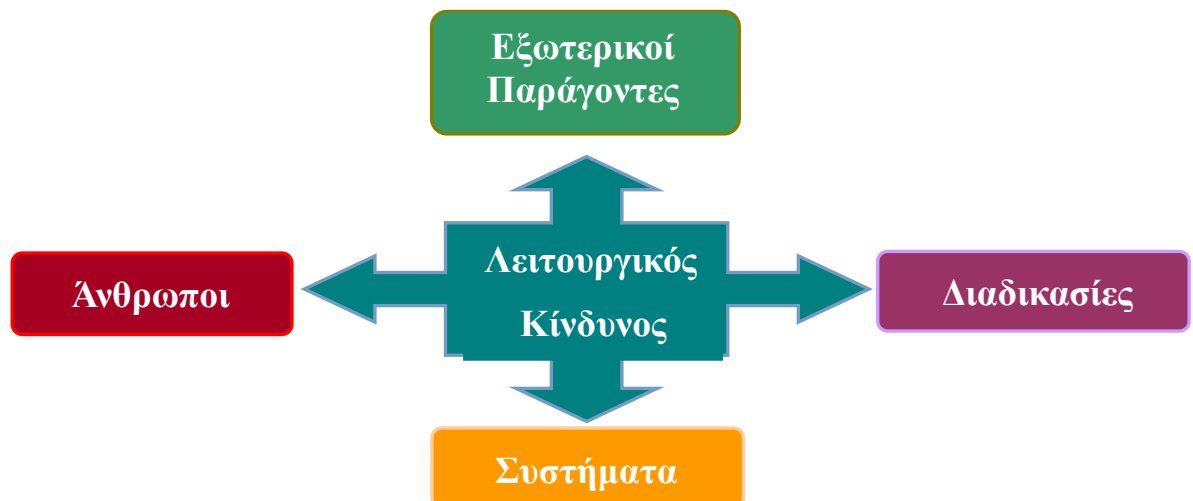 Εξωτερικοί
Παράγοντες
Άνθρωποι
Λειτουργικός
Κίνδυνος
Διαδικασίες
Συστήματα